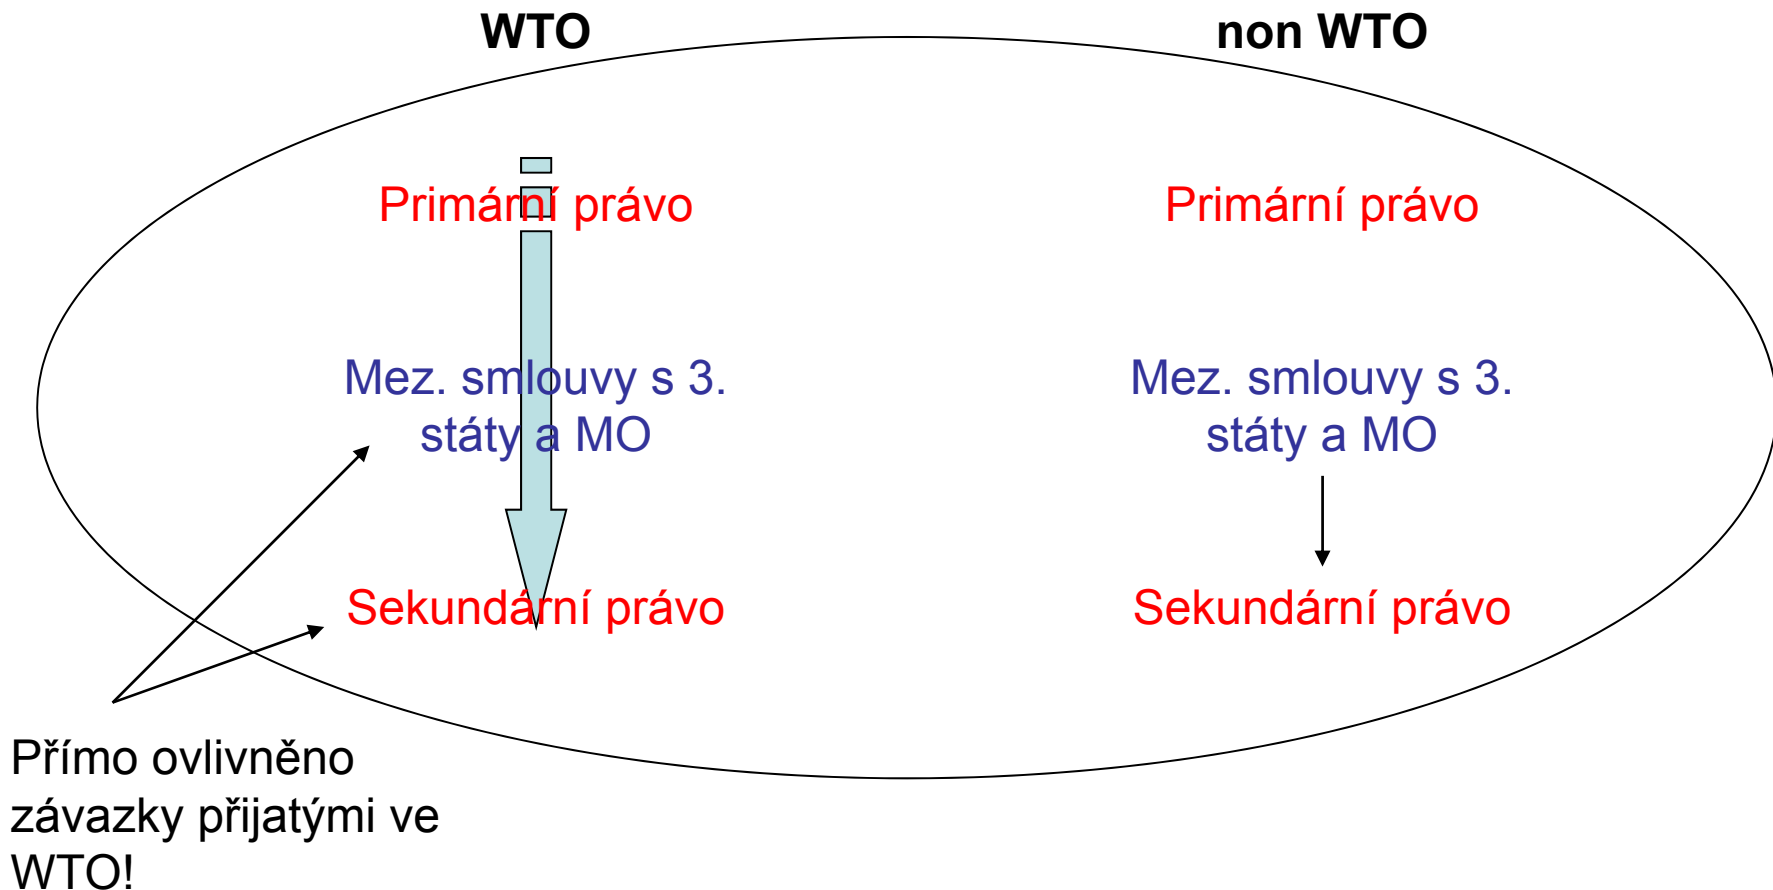 WTO
non WTO
Primární právo
Primární právo
Mez. smlouvy s 3.
státy a MO
Mez. smlouvy s 3.
státy a MO
Sekundární právo
Sekundární právo
Přímo ovlivněno
závazky přijatými ve
WTO!